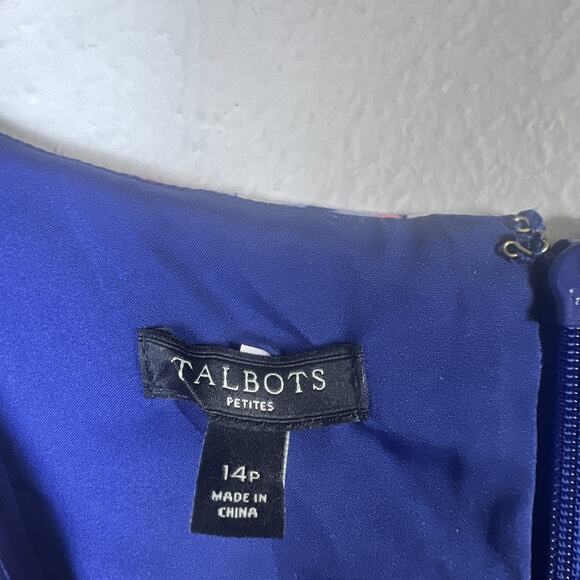 TALBOTS
PETITES
14P
MADE IN
CHINA